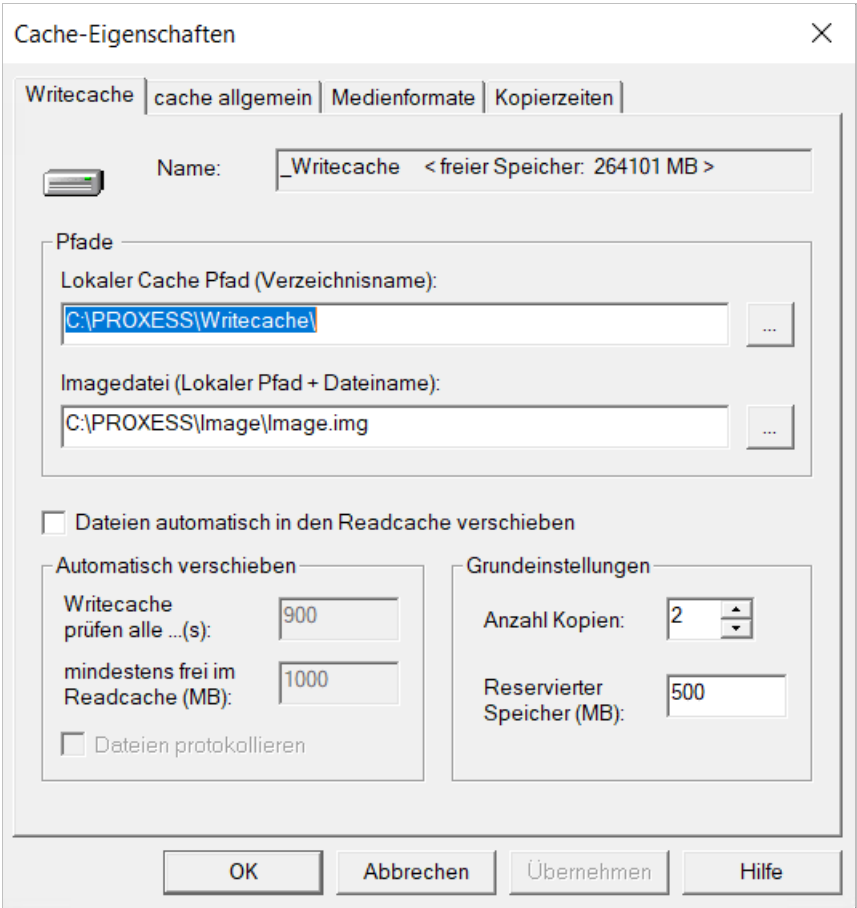 Cache-Eigenschaften
Writecache cache allgemein Medienformate Kopierzeiten
Name: _Writecache < freier Speicher: 264101 MB >
Pfade
Lokaler Cache Pfad (Verzeichnisname):
C:\PROXESS\Writecache\
...
Imagedatei (Lokaler Pfad + Dateiname):
C:\PROXESS\Image\Image.img
...
Dateien automatisch in den Readcache verschieben
Automatisch verschieben
Writecache
prüfen alle ...(s):
900
mindestens frei im
Readcache (MB):
1000
Dateien protokollieren
Grundeinstellungen
Anzahl Kopien:
2
Reservierter
Speicher (MB):
500
OK Abbrechen Übernehmen Hilfe